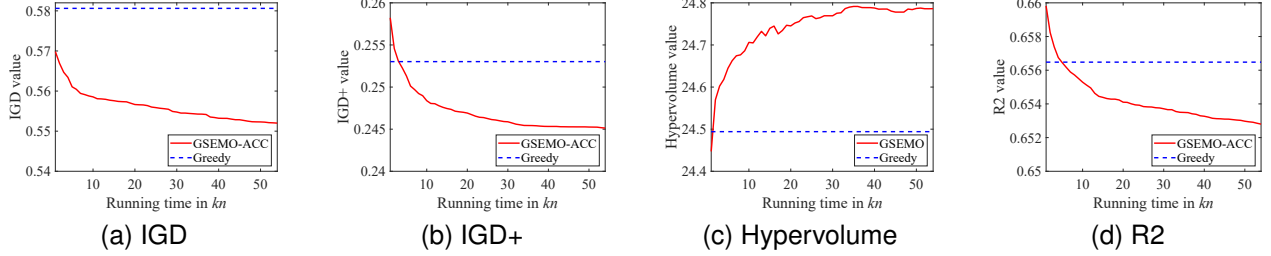 0.58
0.57
0.56
0.55
0.54
IGD value
GSEMO-ACC
Greedy
10 20 30 40 50
Running time in kn
(a) IGD
0.26
0.255
0.25
0.245
0.24
IGD+ value
GSEMO-ACC
Greedy
10 20 30 40 50
Running time in kn
(b) IGD+
24.8
24.7
24.6
24.5
24.4
Hypervolume value
GSEMO
Greedy
10 20 30 40 50
Running time in kn
(c) Hypervolume
0.66
0.658
0.656
0.654
0.652
0.65
R2 value
GSEMO-ACC
Greedy
10 20 30 40 50
Running time in kn
(d) R2